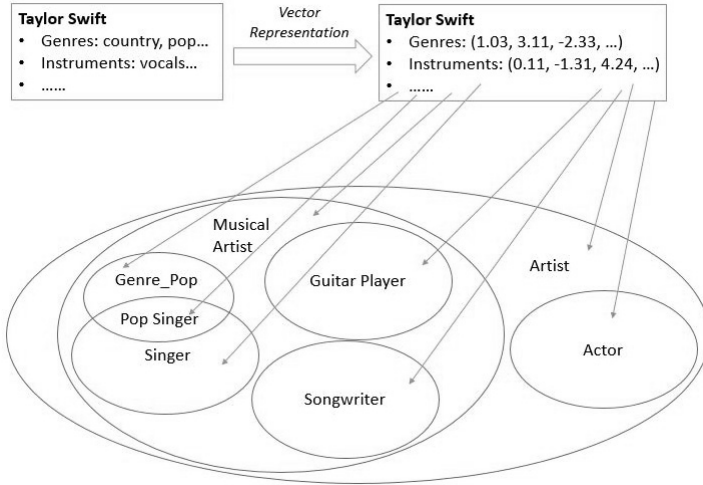 Taylor Swift
• Genres: country, pop...
• Instruments: vocals...
• ......
Vector
Representation
Taylor Swift
• Genres: (1.03, 3.11, -2.33, ...)
• Instruments: (0.11, -1.31, 4.24, ...)
• ......
Musical
Artist
Genre_Pop
Guitar Player
Artist
Pop Singer
Singer
Actor
Songwriter